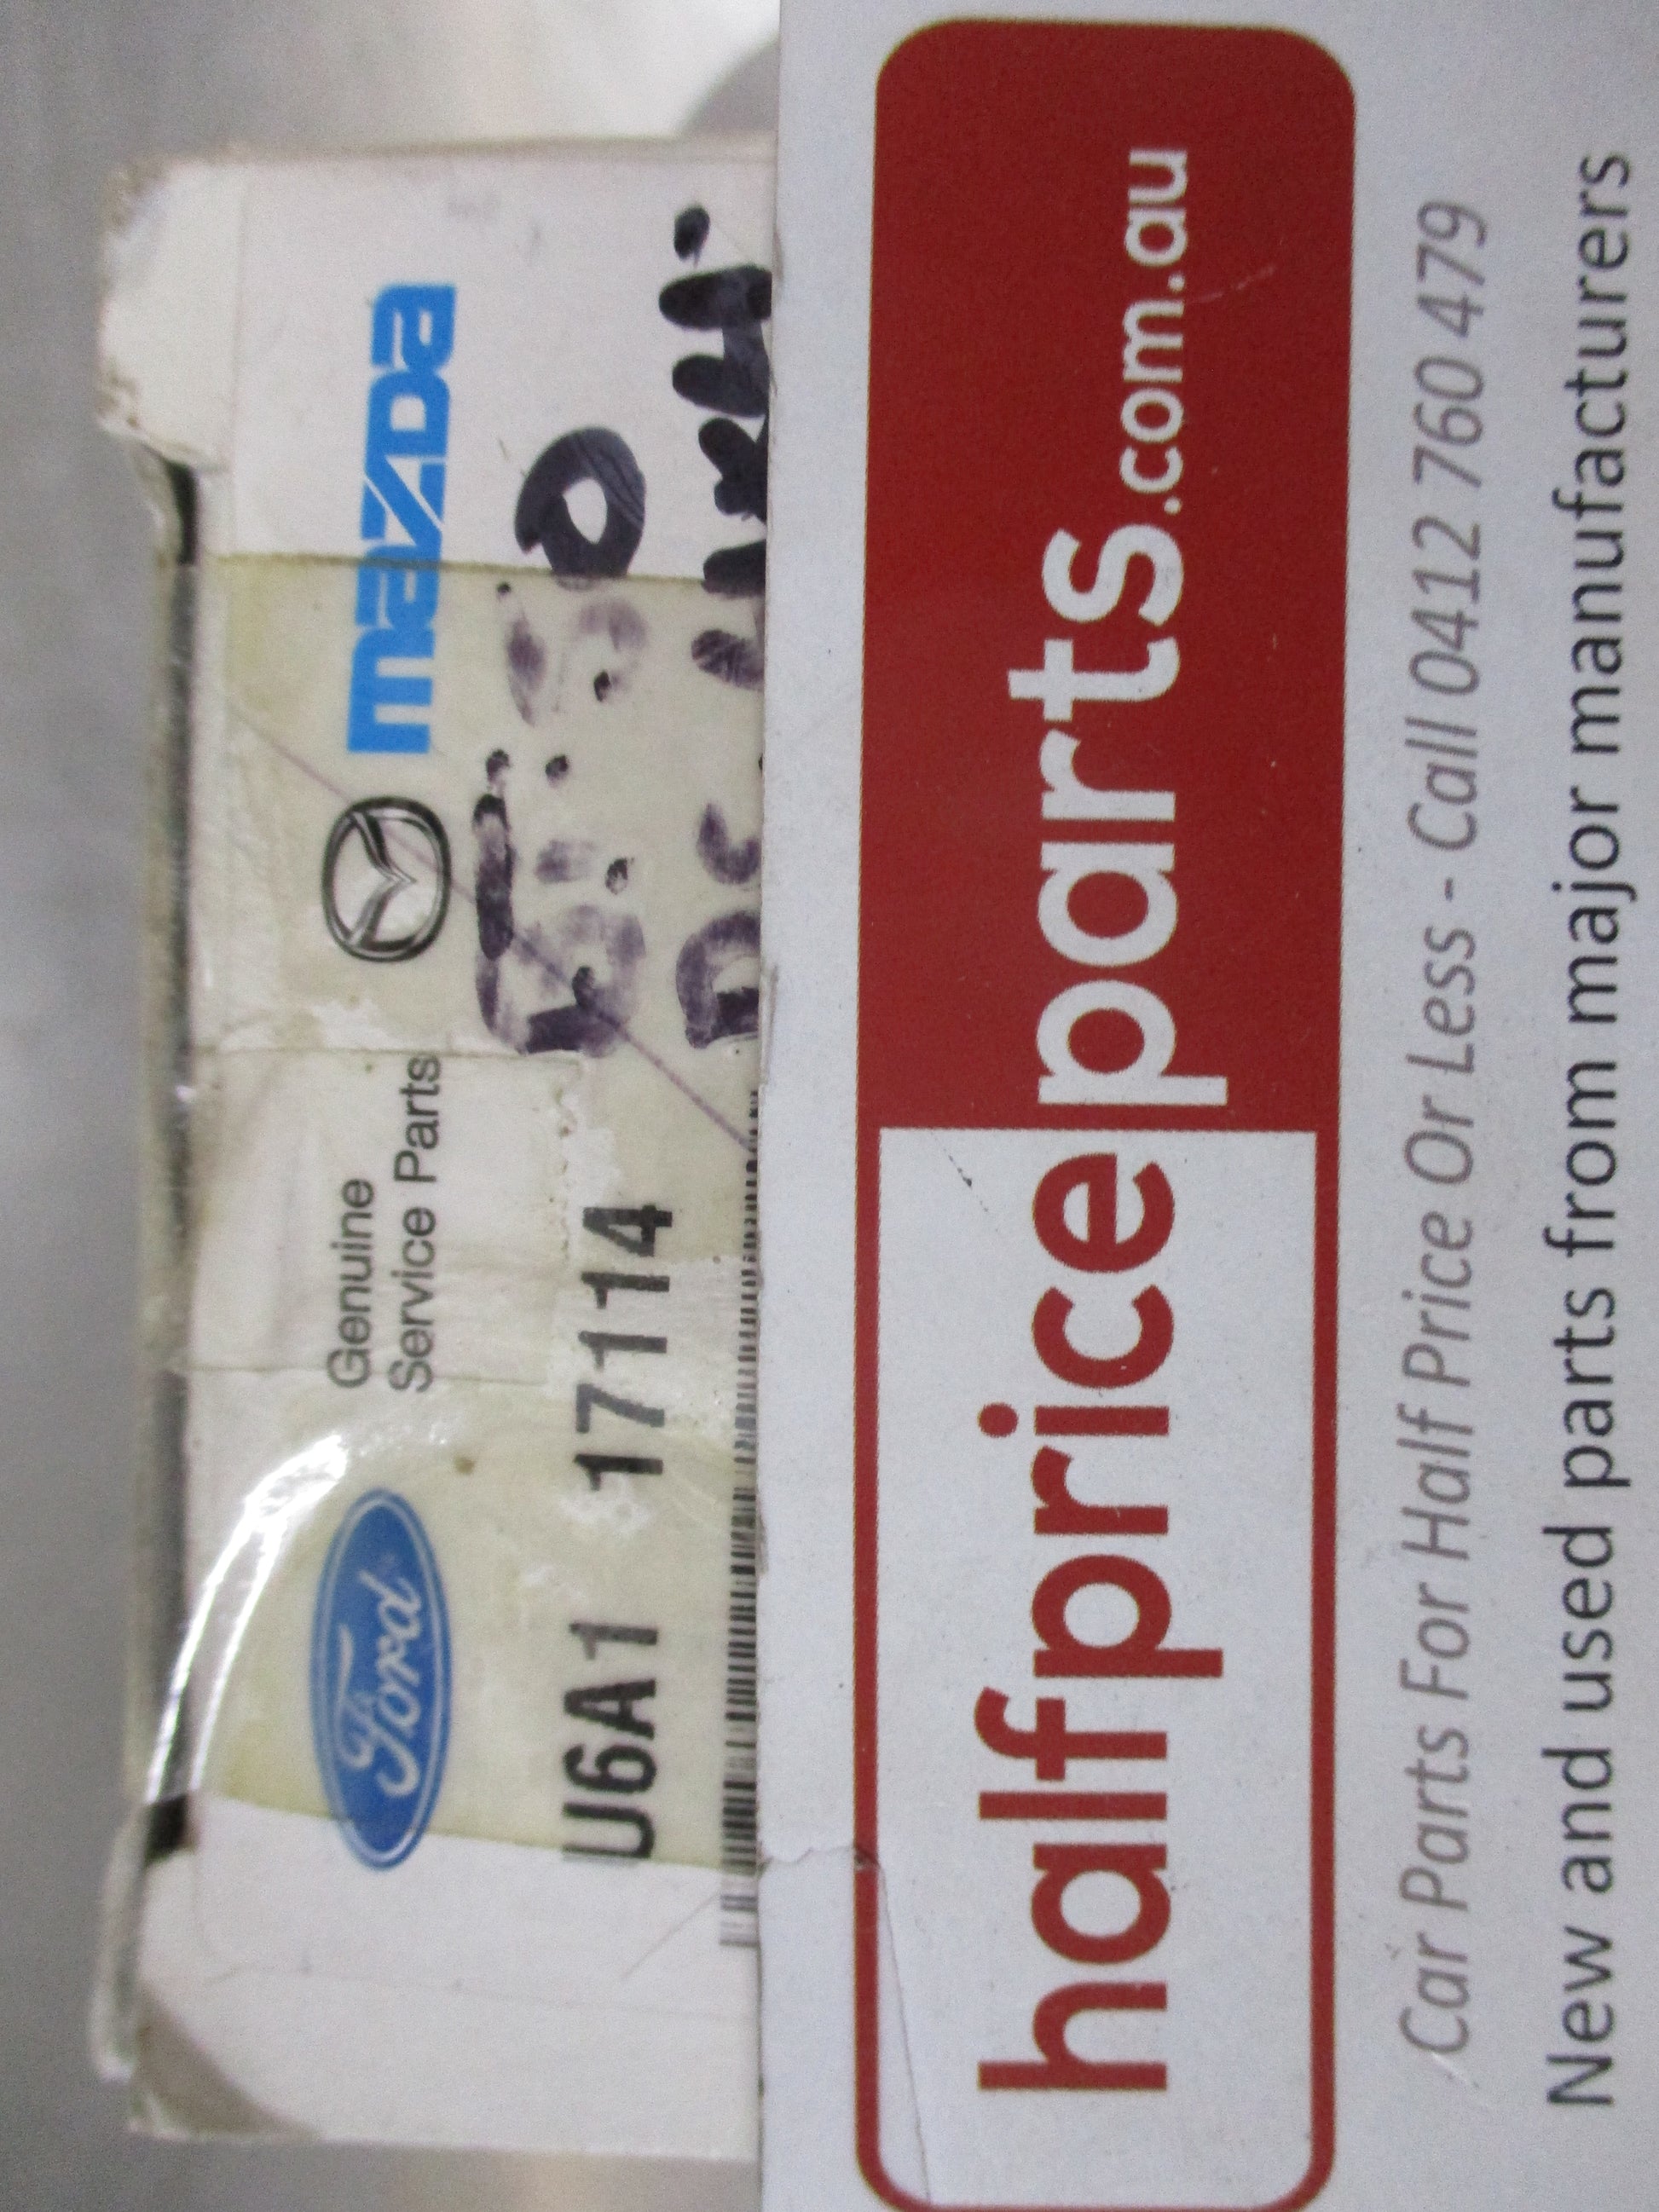 Ford
Genuine
Service Parts
mazDa
U6A1 17114
halfpriceparts.com.au
Car Parts For Half Price Or Less - Call 0412 760 479
New and used parts from major manufacturers